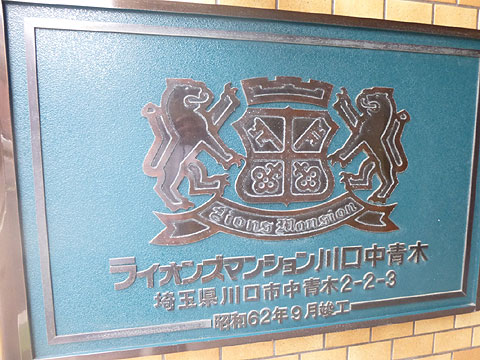 Lions Mansion
ライオンズマンション川口中青木
埼玉県川口市中青木2-2-3
昭和62年9月竣工